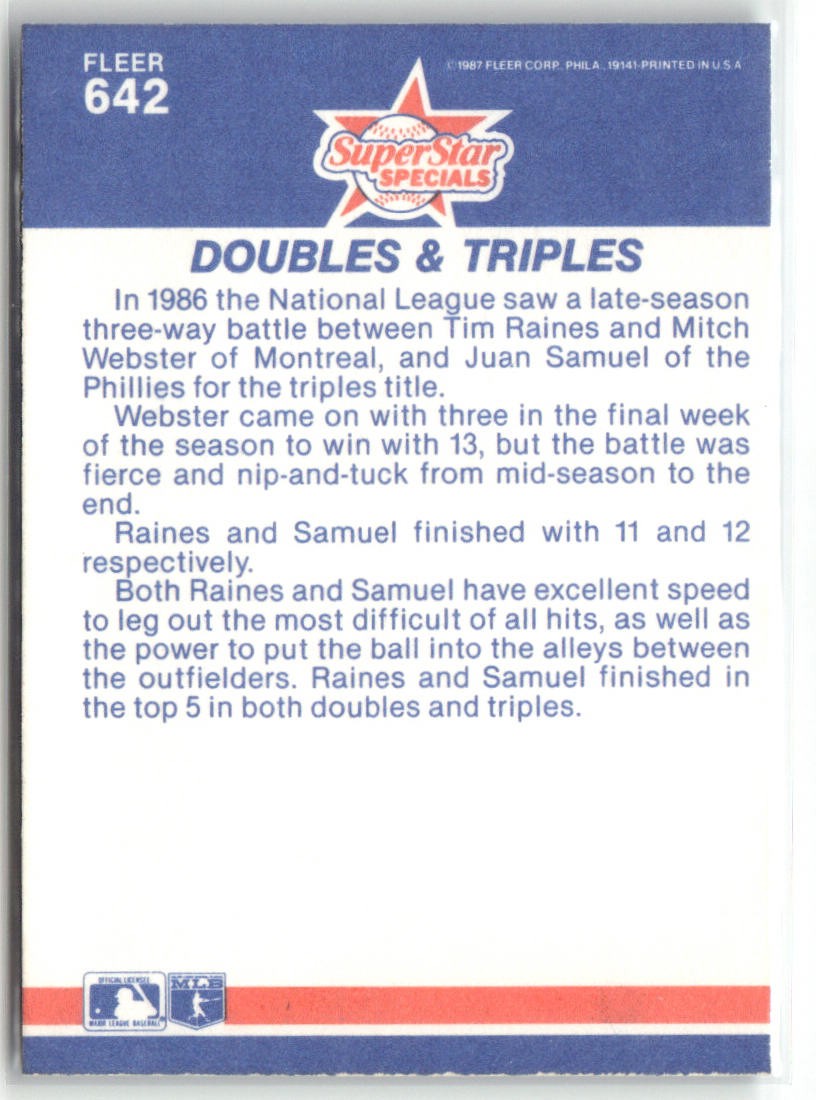 FLEER
642
©1987 FLEER CORP. PHILA., 19141-PRINTED IN U.S.A
SuperStar
SPECIALS
DOUBLES & TRIPLES
In 1986 the National League saw a late-season
three-way battle between Tim Raines and Mitch
Webster of Montreal, and Juan Samuel of the
Phillies for the triples title.
Webster came on with three in the final week
of the season to win with 13, but the battle was
fierce and nip-and-tuck from mid-season to the
end.
Raines and Samuel finished with 11 and 12
respectively.
Both Raines and Samuel have excellent speed
to leg out the most difficult of all hits, as well as
the power to put the ball into the alleys between
the outfielders. Raines and Samuel finished in
the top 5 in both doubles and triples.
OFFICIAL LICENSEE
MAJOR LEAGUE BASEBALL
MLB